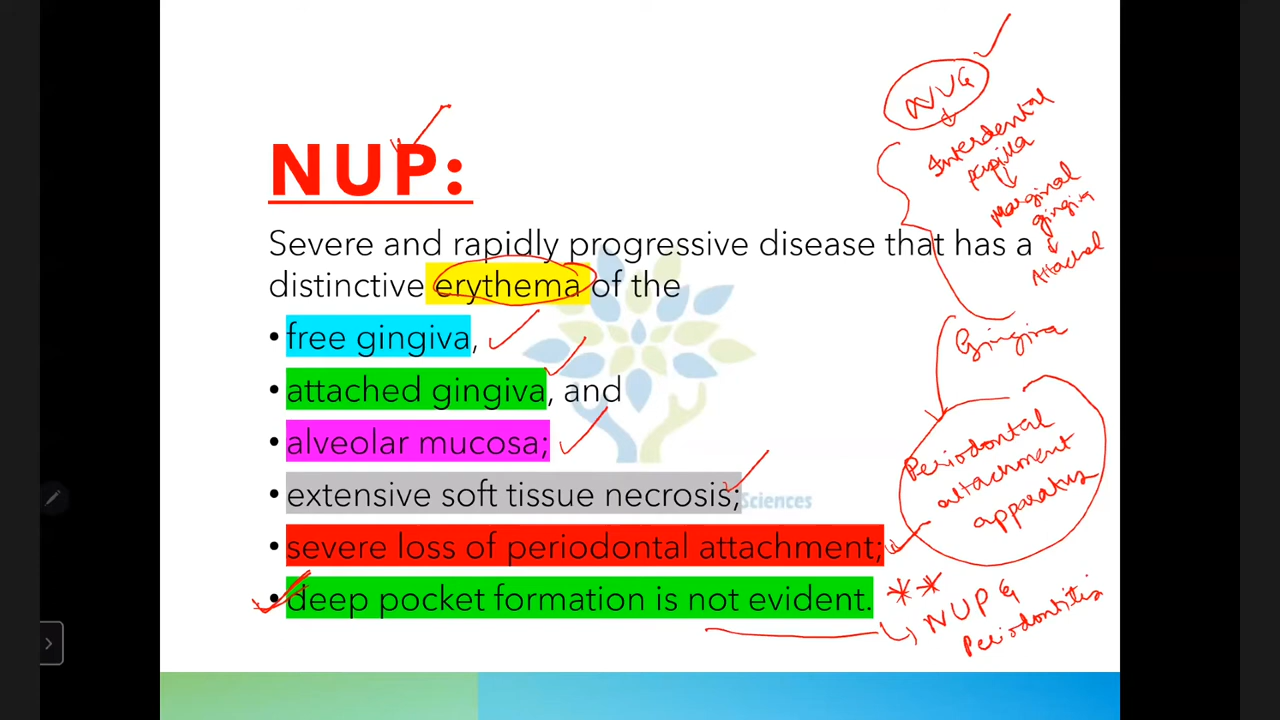 NUP:
Severe and rapidly progressive disease that has a
distinctive erythema of the
• free gingiva,
• attached gingiva, and
• alveolar mucosa;
• extensive soft tissue necrosis;
• severe loss of periodontal attachment;
• deep pocket formation is not evident.
Sciences
NUG
Interdental
papilla
Marginal
gingiva
Attached
Gingiva
Periodontal
attachment
apparatus
NUP &
Periodontitis